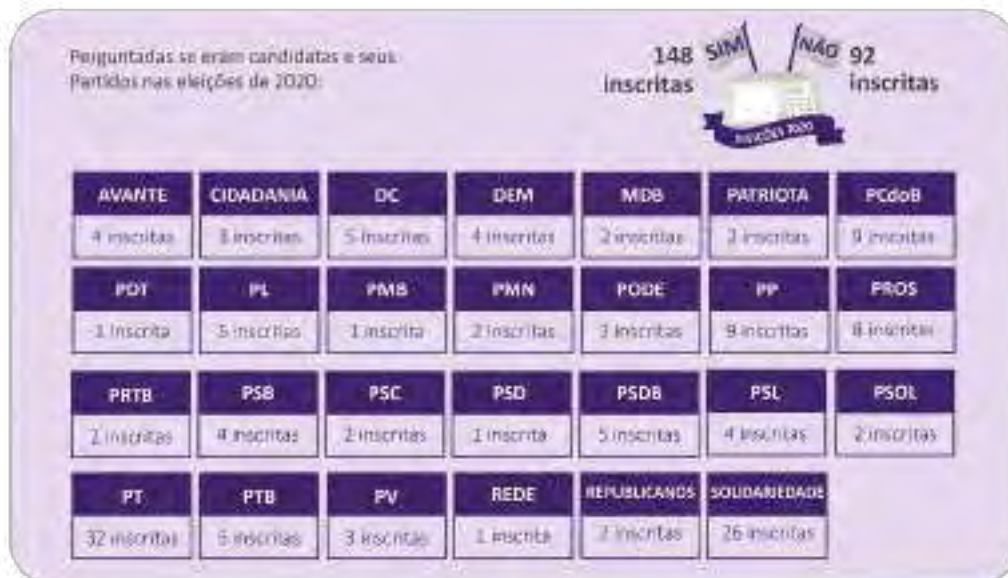 Perguntadas se eram candidatas e seus
Partidos nas eleições de 2020:
148 inscritas
SIM
NÃO
92 inscritas
ELEIÇÕES 2020
AVANTE CIDADANIA DC DEM MDB PATRIOTA PCdoB
4 inscritas inscritas 5 inscritas 4 inscritas 2 inscritas inscritas 9 inscritas
PDT PL PMB PMN PODE PP PROS
1 inscrita 5 inscritas 1 inscrita 2 inscritas 3 inscritas 9 inscritas 8 inscritas
PRTB PSB PSC PSD PSDB PSL PSOL
2 inscritas 4 inscritas 2 inscritas 1 inscrita 5 inscritas 4 inscritas 2 inscritas
PT PTB PV REDE REPUBLICANOS SOLIDARIEDADE
32 inscritas inscritas 3 inscritas 1 inscrita inscritas 26 inscritas